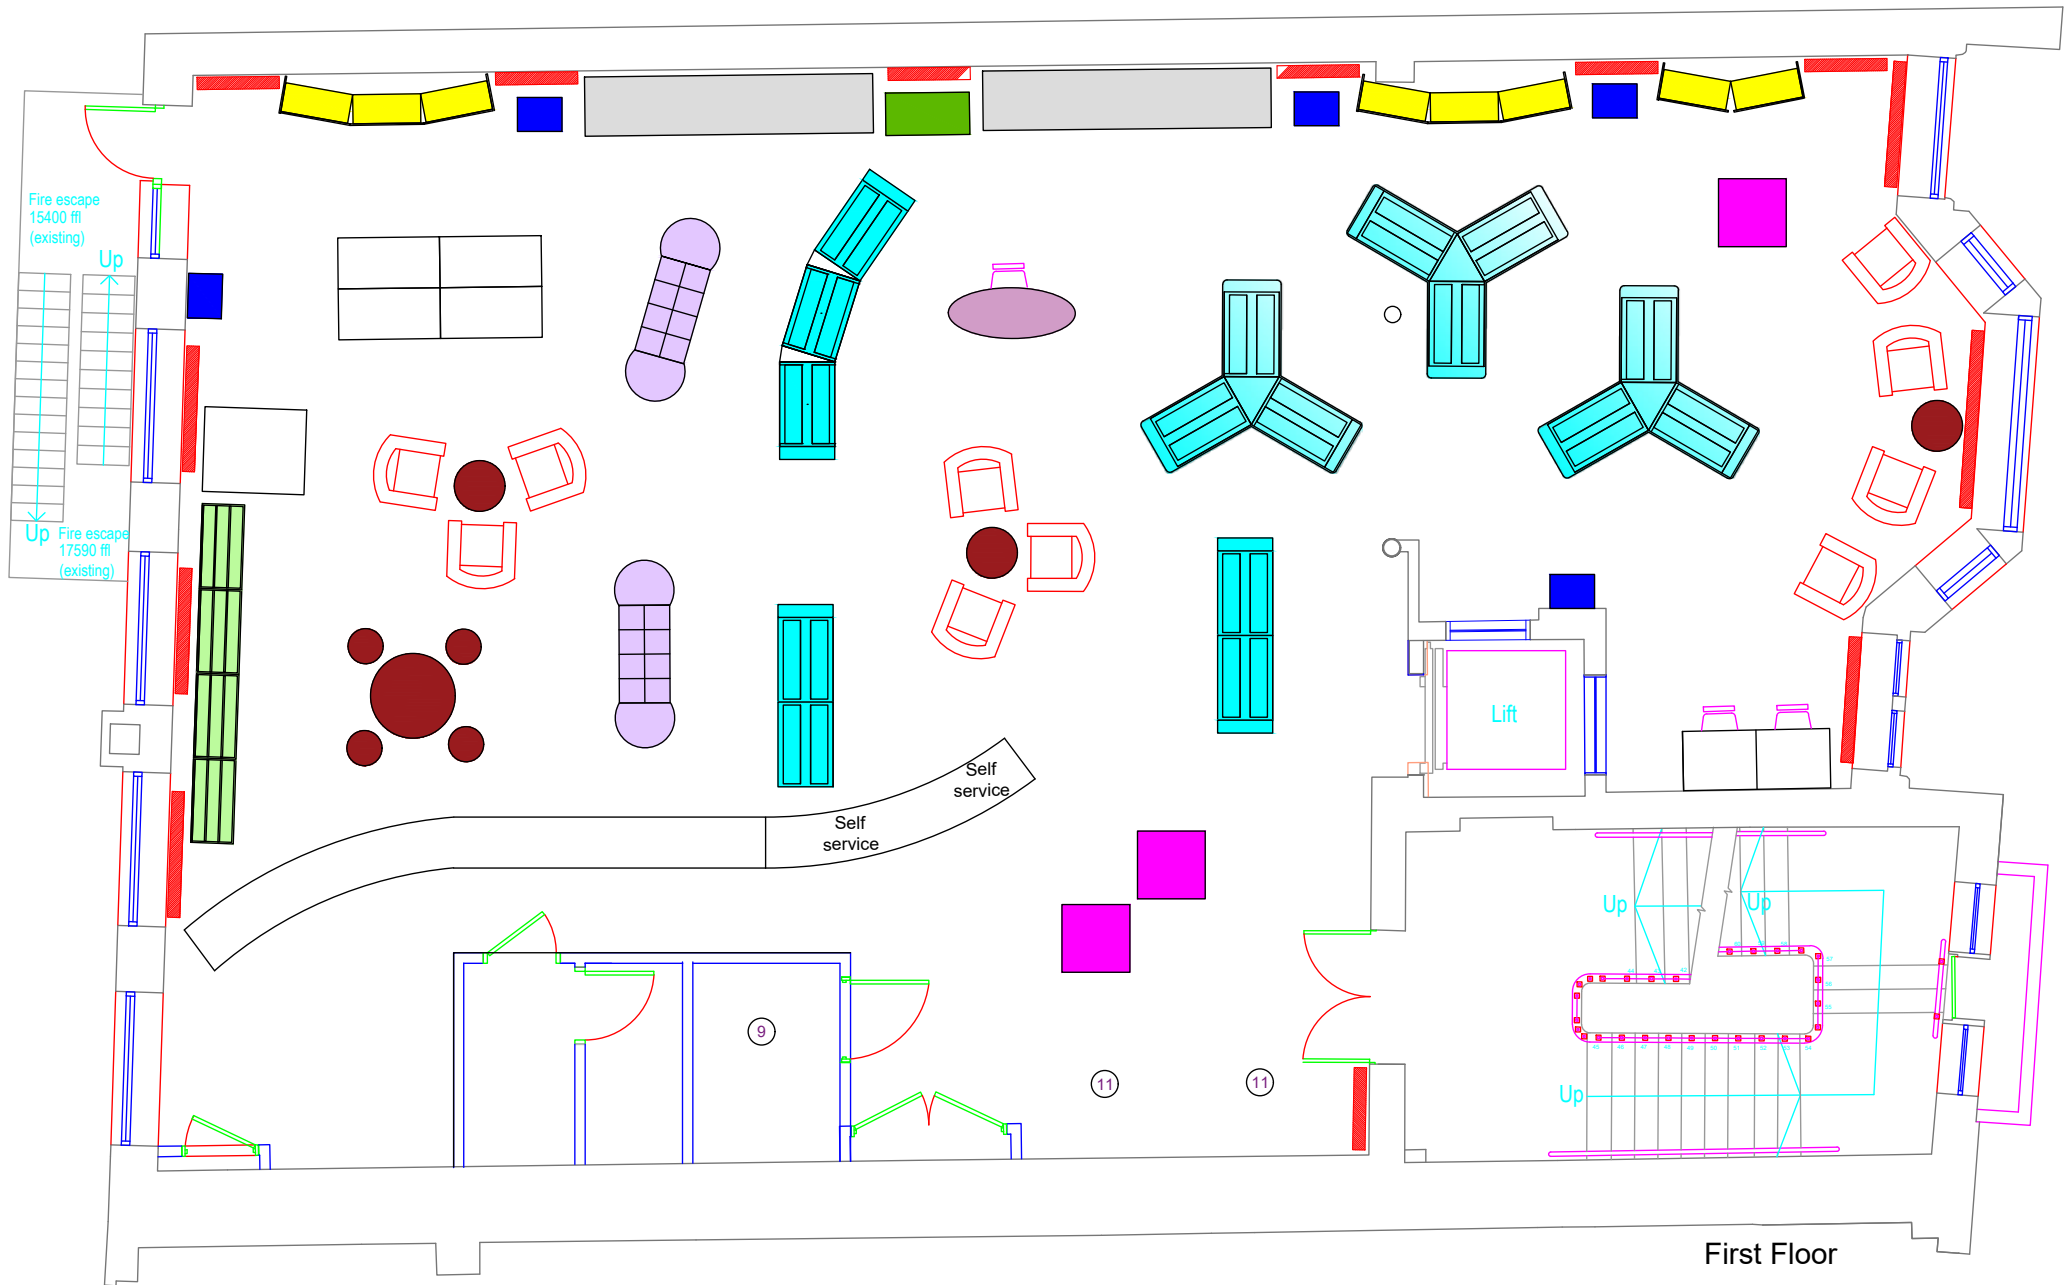 Fire escape
15400 ffl
(existing)
Up
Up
Fire escape
17590 ffl
(existing)
Self
service
Self
service
Lift
Up
Up
Up
9
11
11
First Floor